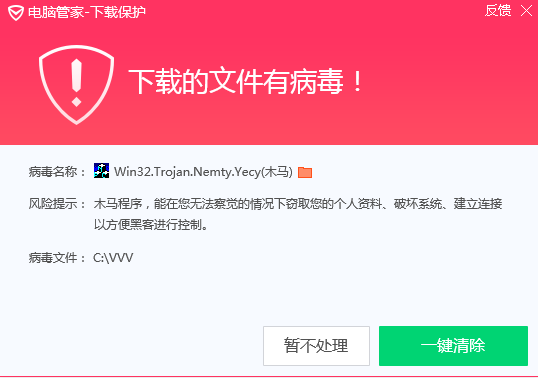 电脑管家-下载保护
反馈
下载的文件有病毒！
病毒名称： Win32.Trojan.Nemty.Yecy(木马)
风险提示： 木马程序，能在您无法察觉的情况下窃取您的个人资料、破坏系统、建立连接
以方便黑客进行控制。
病毒文件： C:\VVV
暂不处理
一键清除